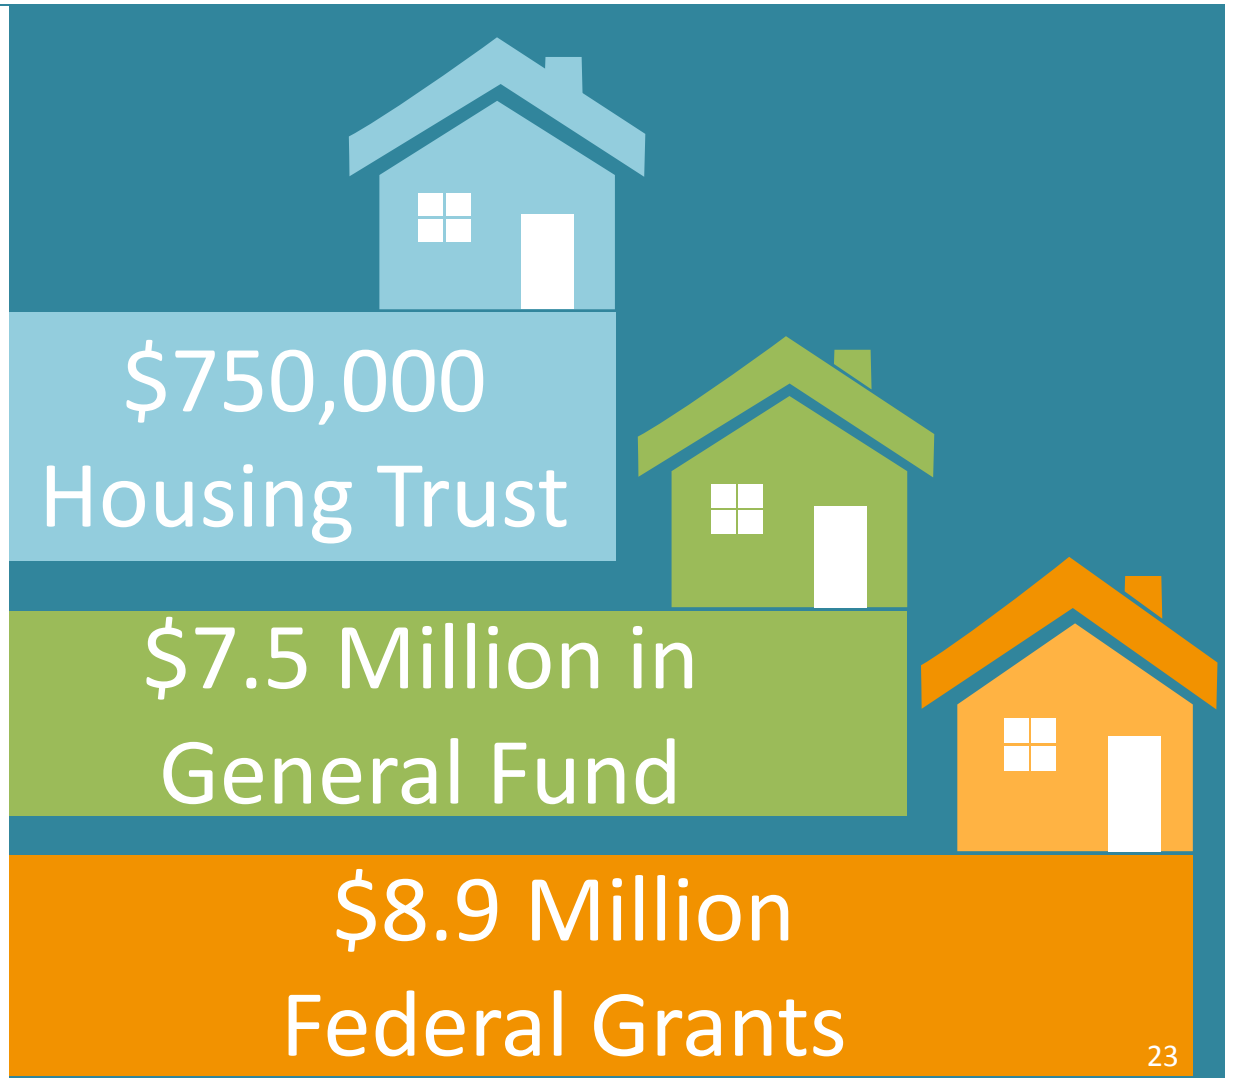 $750,000
Housing Trust
$7.5 Million in
General Fund
$8.9 Million
Federal Grants
23